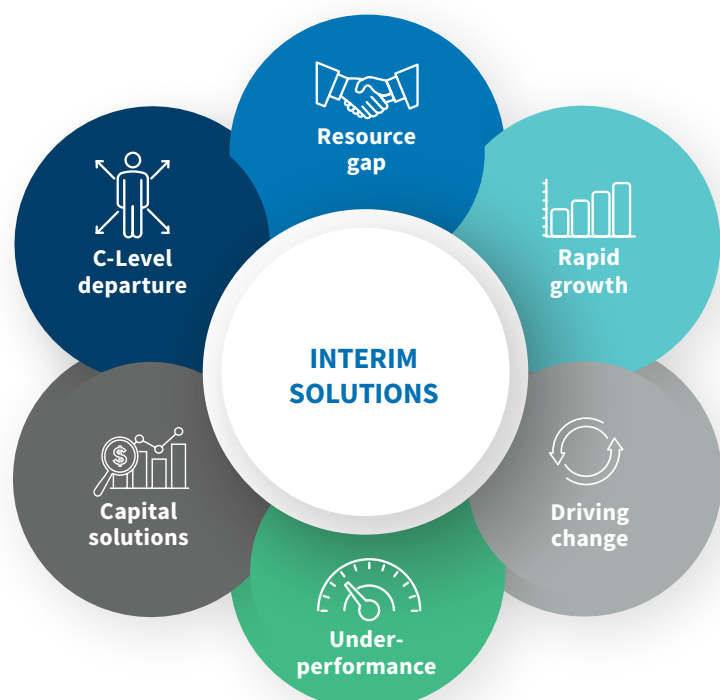 Resource
gap
Rapid
growth
Driving
change
Under-
performance
Capital
solutions
$
C-Level
departure
INTERIM
SOLUTIONS